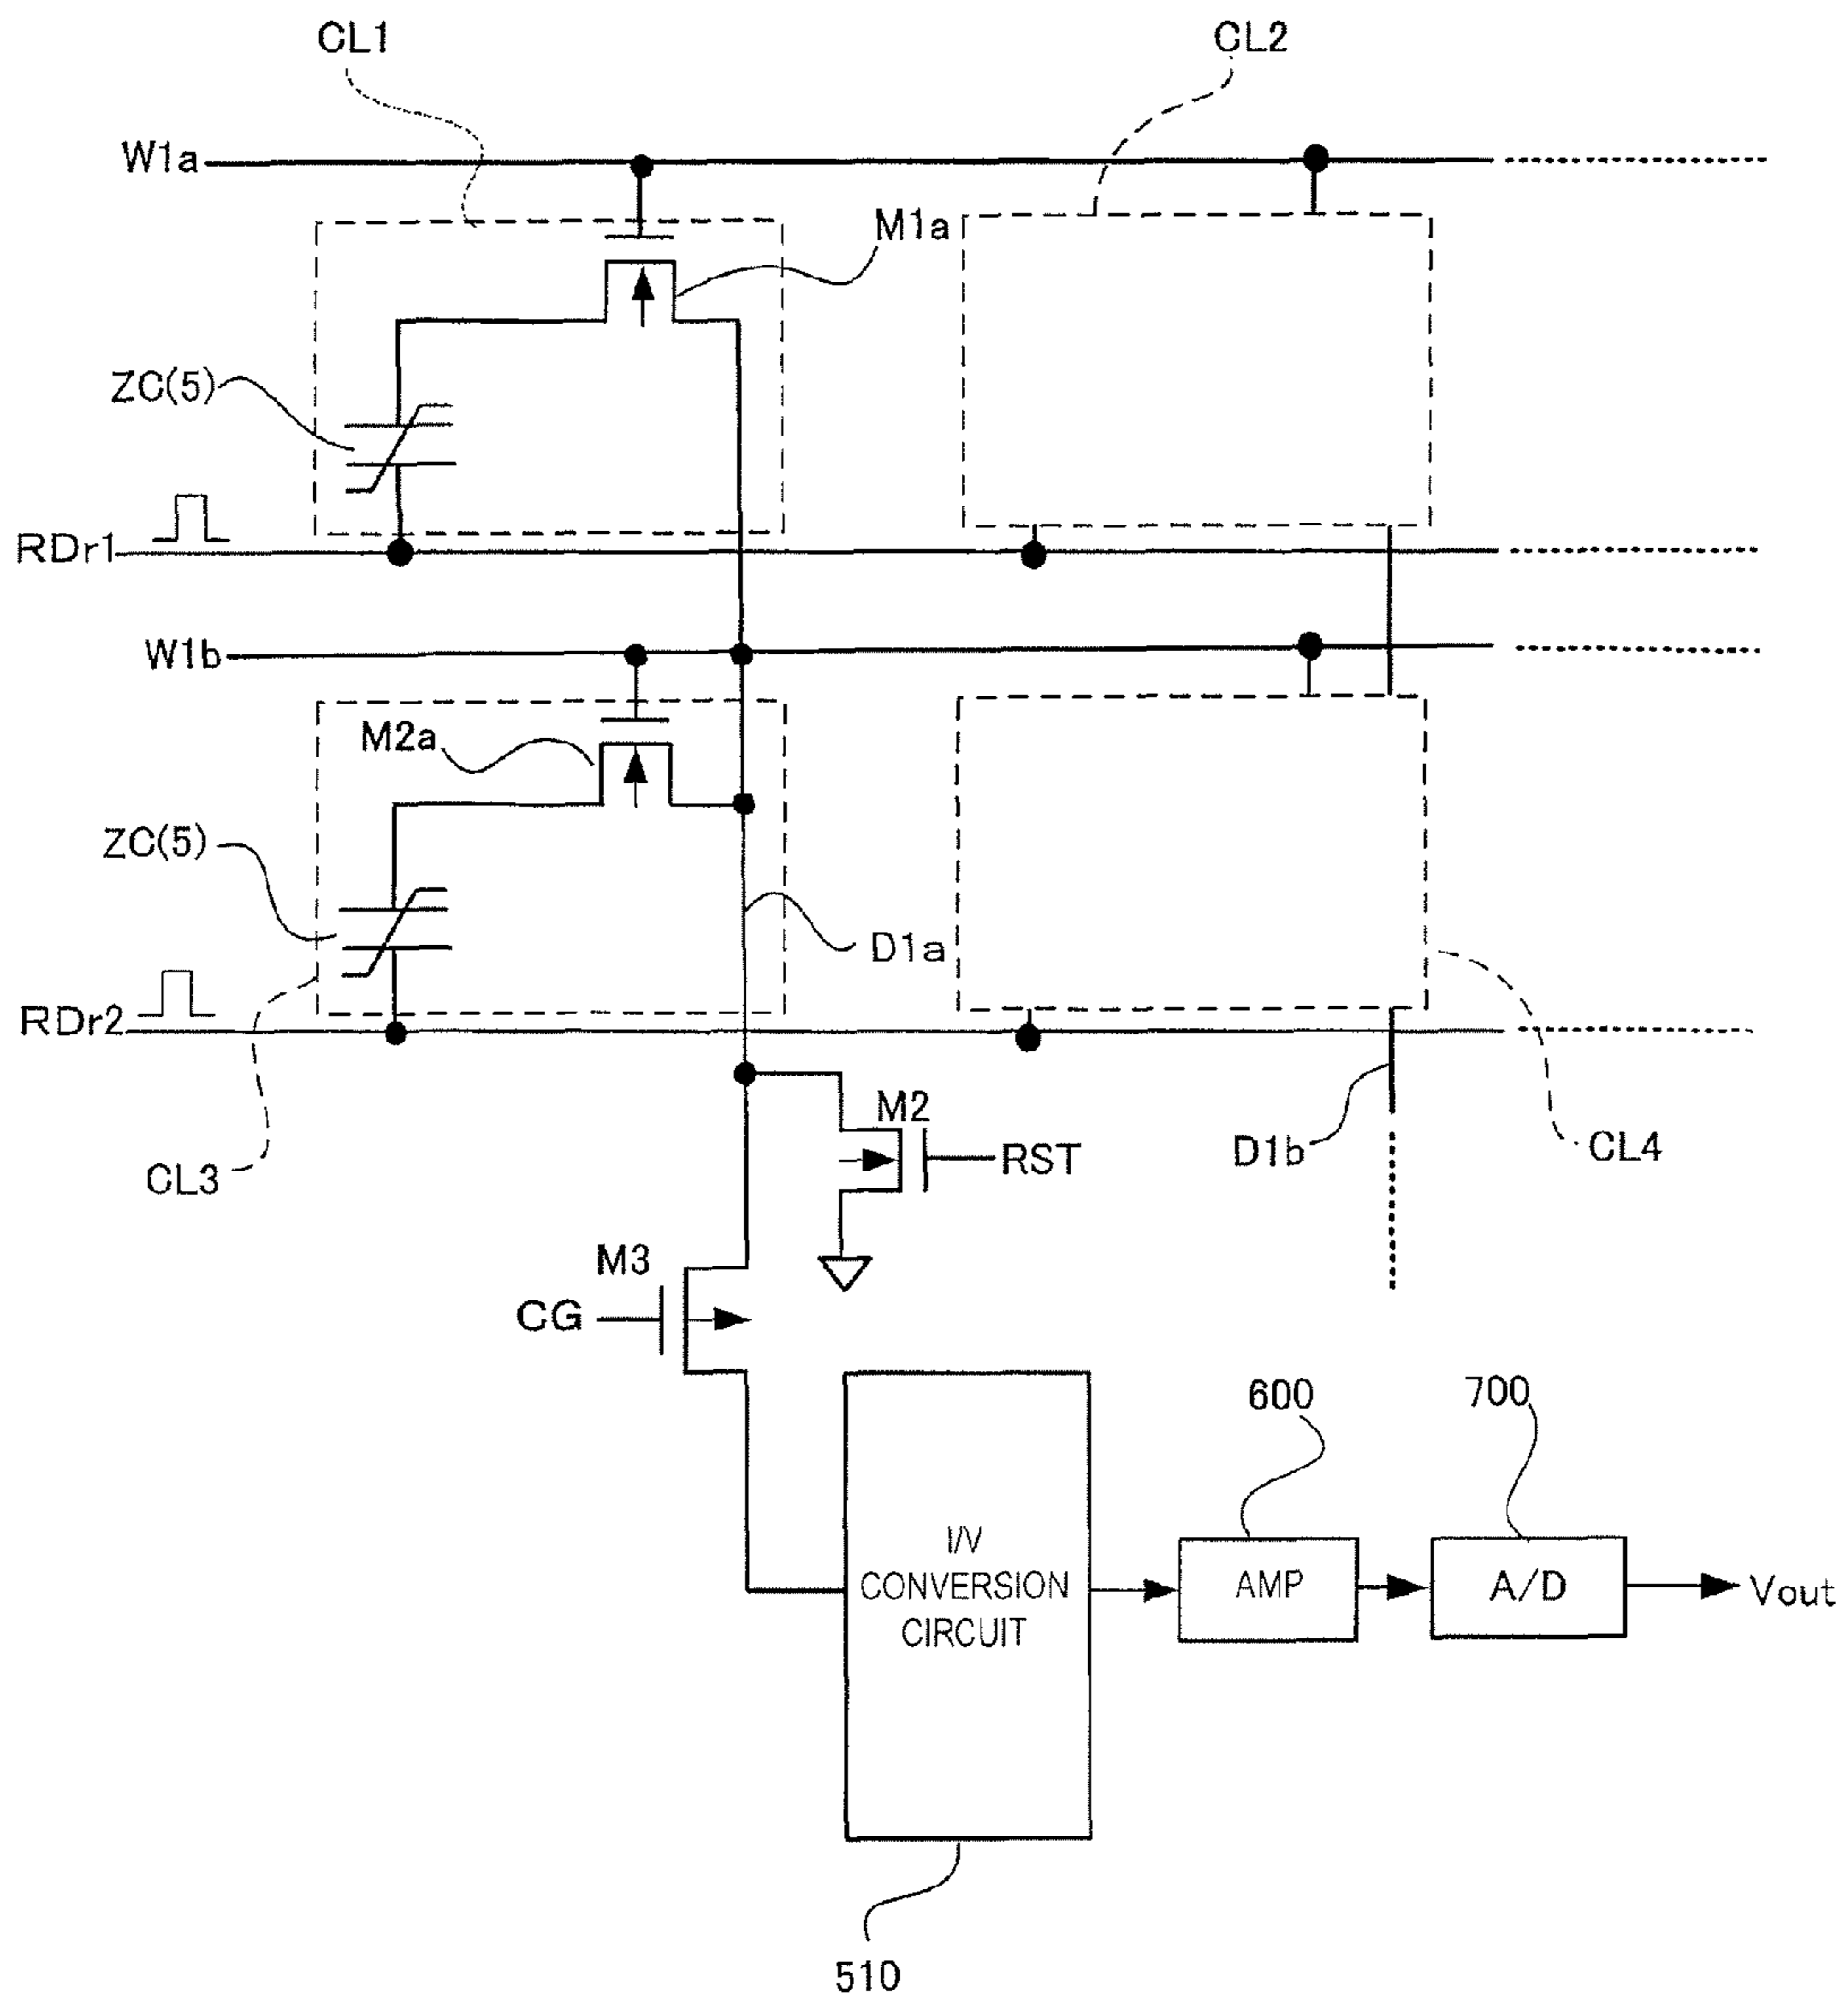 CL1
CL2
W1a
M1a
ZC(5)
RDr1
W1b
M2a
ZC(5)
D1a
RDr2
M2
RST
D1b
CL4
CL3
M3
CG
600
700
I/V
CONVERSION
CIRCUIT
AMP
A/D
Vout
510